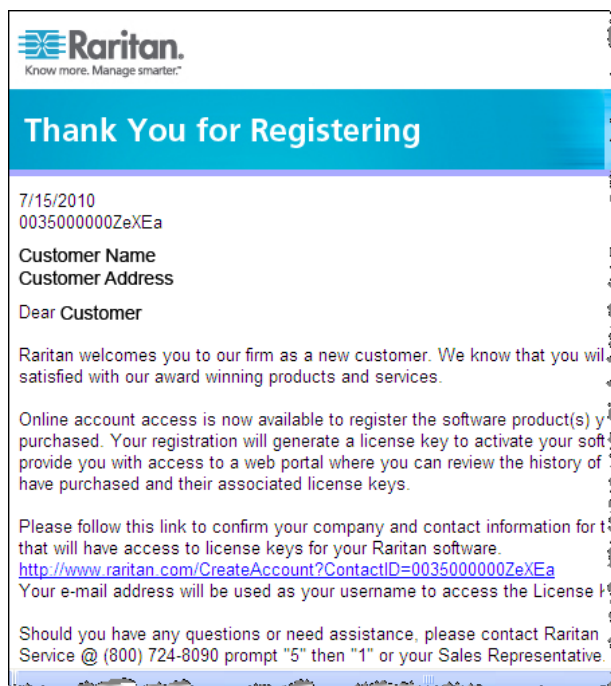 Raritan.
Know more. Manage smarter.™
Thank You for Registering
7/15/2010
0035000000ZeXEa
Customer Name
Customer Address
Dear Customer
Raritan welcomes you to our firm as a new customer. We know that you wil
satisfied with our award winning products and services.
Online account access is now available to register the software product(s) y
purchased. Your registration will generate a license key to activate your soft
provide you with access to a web portal where you can review the history of
have purchased and their associated license keys.
Please follow this link to confirm your company and contact information for t
that will have access to license keys for your Raritan software.
http://www.raritan.com/CreateAccount?ContactID=0035000000ZeXEa
Your e-mail address will be used as your username to access the License
Should you have any questions or need assistance, please contact Raritan
Service @ (800) 724-8090 prompt "5" then "1" or your Sales Representative.